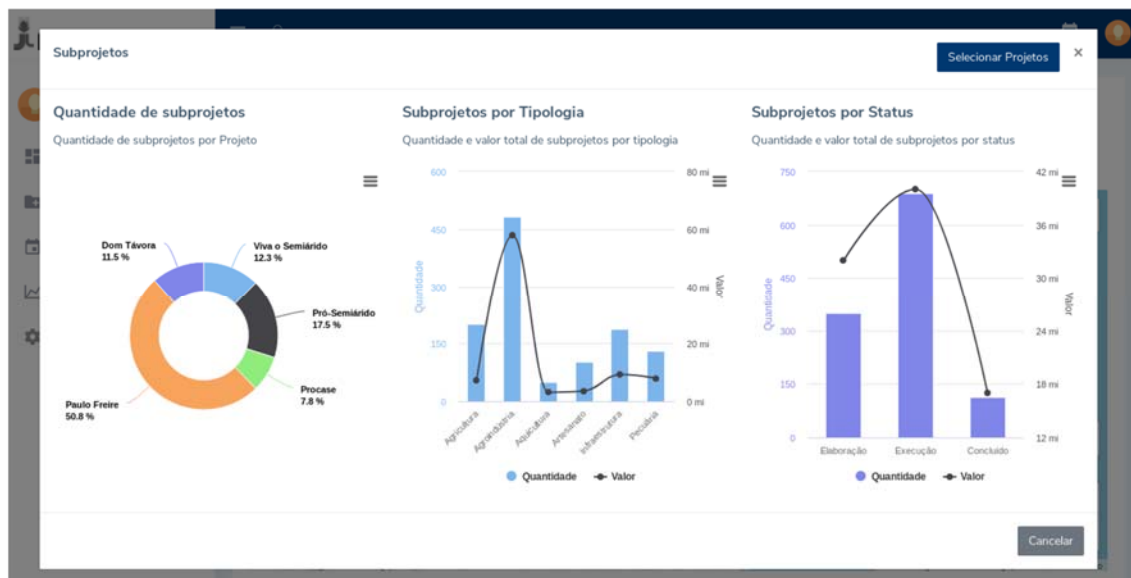 Subprojetos
Selecionar Projetos
×
Quantidade de subprojetos
Quantidade de subprojetos por Projeto
Dom Távora
11.5 %
Viva o Semiárido
12.3 %
Pró-Semiárido
17.5 %
Procase
7.8 %
Paulo Freire
50.8 %
Subprojetos por Tipologia
Quantidade e valor total de subprojetos por tipologia
600
450
300
150
0
Quantidade
80 mi
60 mi
40 mi
20 mi
0 mi
Valor
Agricultura
Agroindústria
Aquicultura
Artesanato
Infraestrutura
Pecuária
Quantidade
Valor
Subprojetos por Status
Quantidade e valor total de subprojetos por status
750
600
450
300
150
0
Quantidade
42 mi
36 mi
30 mi
24 mi
18 mi
12 mi
Valor
Elaboração
Execução
Concluído
Quantidade
Valor
Cancelar